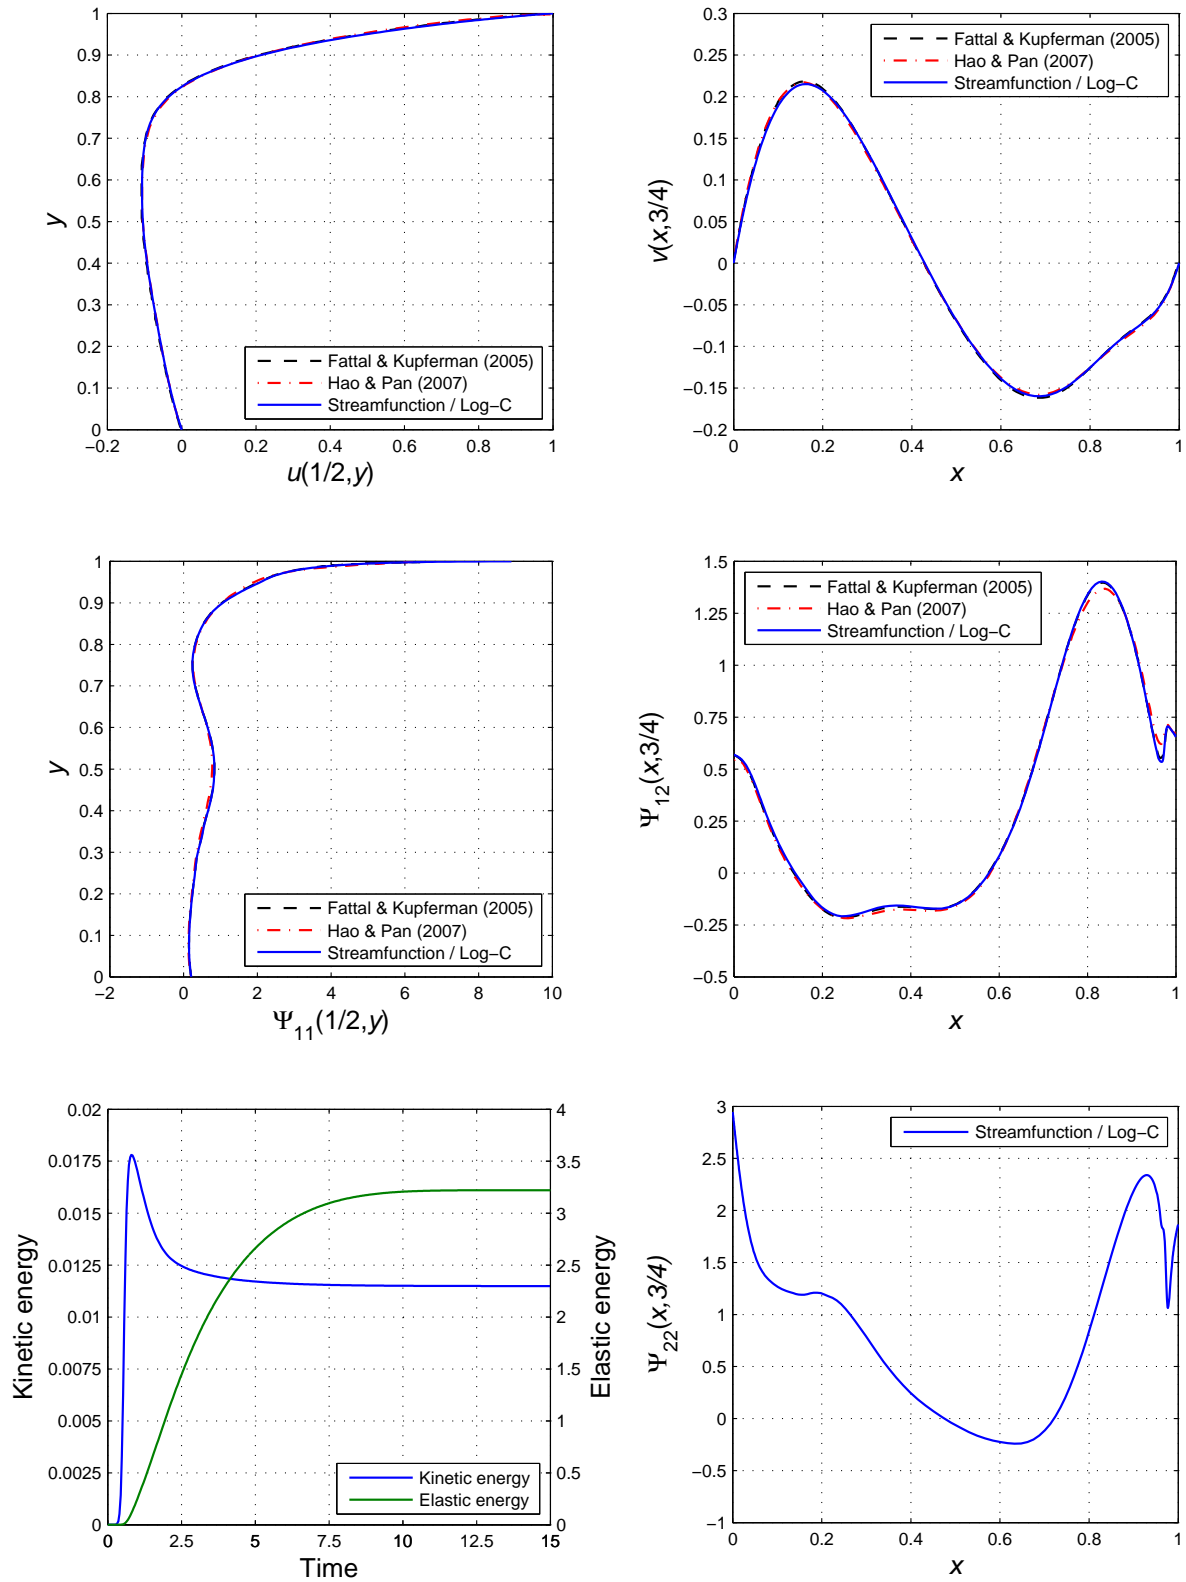 1
0.9
0.8
0.7
0.6
0.5
0.4
0.3
0.2
0.1
0
y
Fattal & Kupferman (2005)
Hao & Pan (2007)
Streamfunction / Log−C
−0.2 0 0.2 0.4 0.6 0.8 1
u(1/2,y)
0.3
0.25
0.2
0.15
0.1
0.05
0
−0.05
−0.1
−0.15
−0.2
v(x,3/4)
Fattal & Kupferman (2005)
Hao & Pan (2007)
Streamfunction / Log−C
0 0.2 0.4 0.6 0.8 1
x
1
0.9
0.8
0.7
0.6
0.5
0.4
0.3
0.2
0.1
0
y
Fattal & Kupferman (2005)
Hao & Pan (2007)
Streamfunction / Log−C
−2 0 2 4 6 8 10
Ψ11(1/2,y)
1.5
1.25
1
0.75
0.5
0.25
0
−0.25
−0.5
Ψ12(x,3/4)
Fattal & Kupferman (2005)
Hao & Pan (2007)
Streamfunction / Log−C
0 0.2 0.4 0.6 0.8 1
x
0.02
0.0175
0.015
0.0125
0.01
0.0075
0.005
0.0025
0
Kinetic energy
4
3.5
3
2.5
2
1.5
1
0.5
0
Elastic energy
Kinetic energy
Elastic energy
0 2.5 5 7.5 10 12.5 15
Time
3
2.5
2
1.5
1
0.5
0
−0.5
−1
Ψ22(x,3/4)
Streamfunction / Log−C
0 0.2 0.4 0.6 0.8 1
x